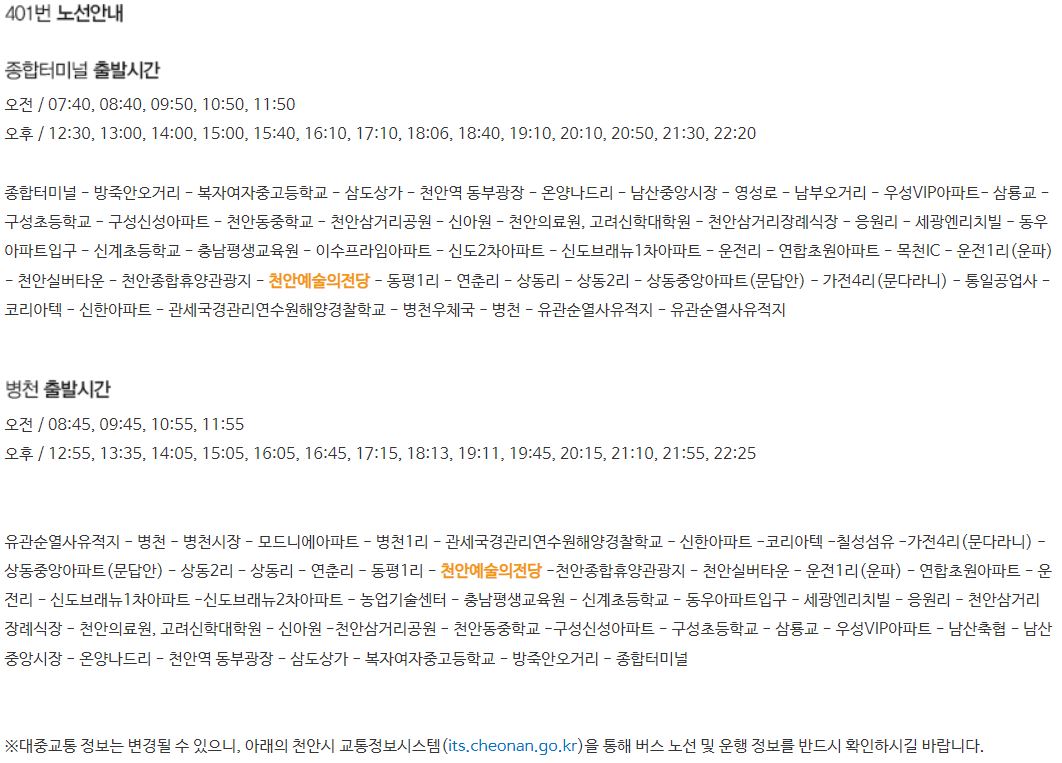 401번 노선안내
종합터미널 출발시간
오전 / 07:40, 08:40, 09:50, 10:50, 11:50
오후 / 12:30, 13:00, 14:00, 15:00, 15:40, 16:10, 17:10, 18:06, 18:40, 19:10, 20:10, 20:50, 21:30, 22:20
종합터미널 - 방죽안오거리 - 복자여자중고등학교 - 삼도상가 - 천안역 동부광장 - 온양나드리 - 남산중앙시장 - 영성로 - 남부오거리 - 우성VIP아파트- 삼룡교 -
구성초등학교 - 구성신성아파트 - 천안동중학교 - 천안삼거리공원 - 신아원 - 천안의료원, 고려신학대학원 - 천안삼거리장례식장 - 응원리 - 세광엔리치빌 - 동우
아파트입구 - 신계초등학교 - 충남평생교육원 - 이수프라임아파트 - 신도2차아파트 - 신도브래뉴1차아파트 - 운전리 - 연합초원아파트 - 목천IC - 운전1리(운파)
- 천안실버타운 - 천안종합휴양관광지 - 천안예술의전당 - 동평1리 - 연춘리 - 상동리 - 상동2리 - 상동중앙아파트(문답안) - 가전4리(문다라니) - 통일공업사 -
코리아텍 - 신한아파트 - 관세국경관리연수원해양경찰학교 - 병천우체국 - 병천 - 유관순열사유적지 - 유관순열사유적지
병천 출발시간
오전 / 08:45, 09:45, 10:55, 11:55
오후 / 12:55, 13:35, 14:05, 15:05, 16:05, 16:45, 17:15, 18:13, 19:11, 19:45, 20:15, 21:10, 21:55, 22:25
유관순열사유적지 - 병천 - 병천시장 - 모드니에아파트 - 병천1리 - 관세국경관리연수원해양경찰학교 - 신한아파트 -코리아텍 -칠성섬유 -가전4리(문다라니) -
상동중앙아파트(문답안) - 상동2리 - 상동리 - 연춘리 - 동평1리 - 천안예술의전당 -천안종합휴양관광지 - 천안실버타운 - 운전1리(운파) - 연합초원아파트 - 운
전리 - 신도브래뉴1차아파트 -신도브래뉴2차아파트 - 농업기술센터 - 충남평생교육원 - 신계초등학교 - 동우아파트입구 - 세광엔리치빌 - 응원리 - 천안삼거리
장례식장 - 천안의료원, 고려신학대학원 - 신아원 -천안삼거리공원 - 천안동중학교 -구성신성아파트 - 구성초등학교 - 삼룡교 - 우성VIP아파트 - 남산축협 - 남산
중앙시장 - 온양나드리 - 천안역 동부광장 - 삼도상가 - 복자여자중고등학교 - 방죽안오거리 - 종합터미널
※대중교통 정보는 변경될 수 있으니, 아래의 천안시 교통정보시스템(its.cheonan.go.kr)을 통해 버스 노선 및 운행 정보를 반드시 확인하시길 바랍니다.